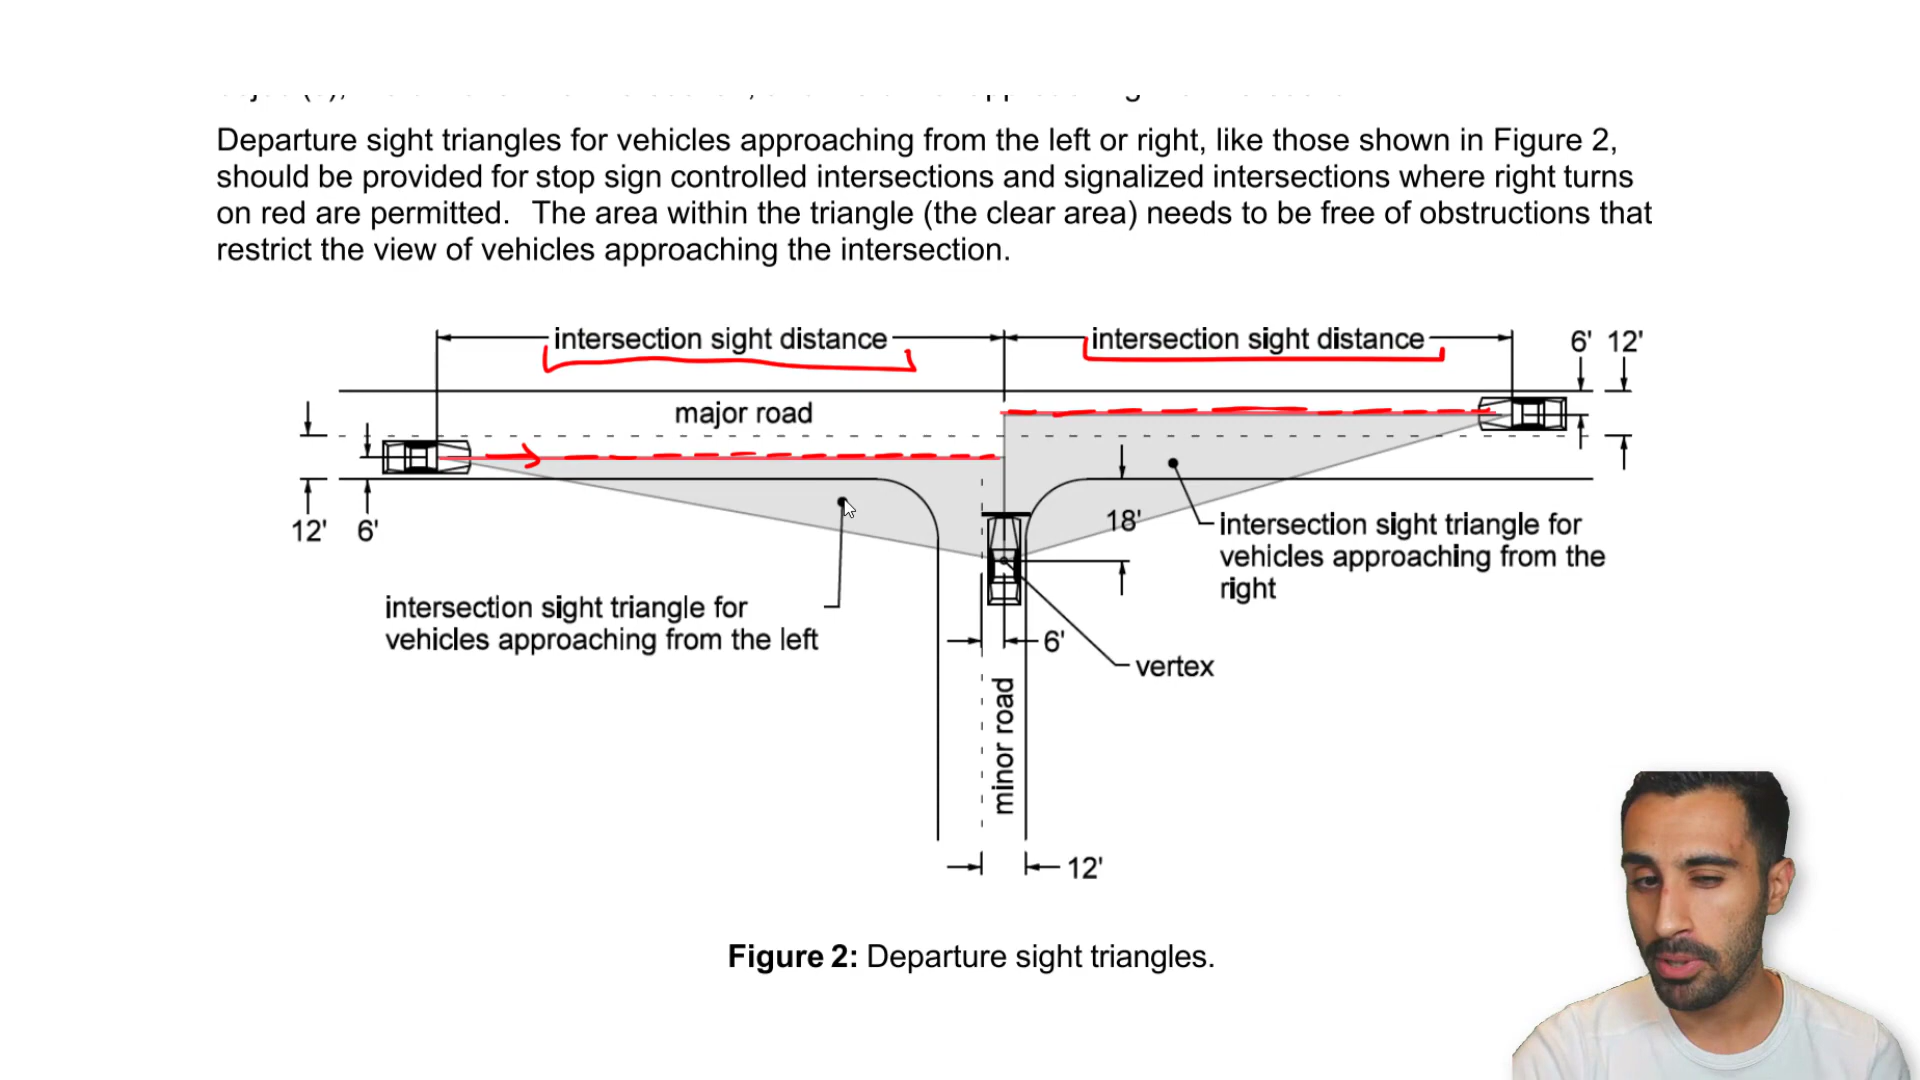 Departure sight triangles for vehicles approaching from the left or right, like those shown in Figure 2,
should be provided for stop sign controlled intersections and signalized intersections where right turns
on red are permitted. The area within the triangle (the clear area) needs to be free of obstructions that
restrict the view of vehicles approaching the intersection.
intersection sight distance
intersection sight distance
6' 12'
major road
12' 6'
18'
intersection sight triangle for
vehicles approaching from the
right
intersection sight triangle for
vehicles approaching from the left
6'
vertex
minor road
12'
Figure 2: Departure sight triangles.